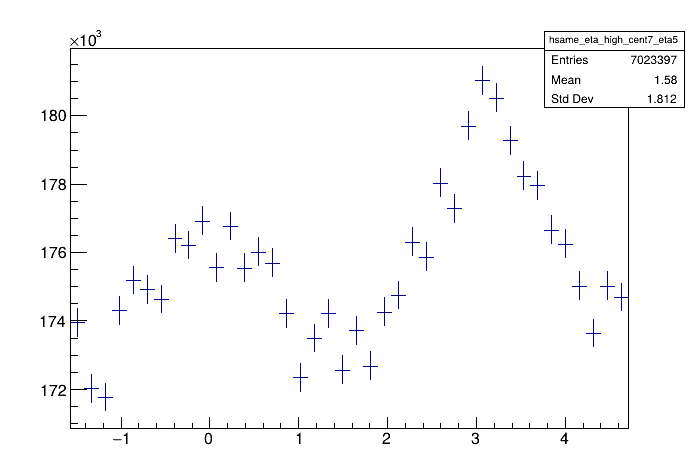 ×10³
hsame_eta_high_cent7_eta5
Entries 7023397
Mean 1.58
Std Dev 1.812
180
178
176
174
172
−1 0 1 2 3 4